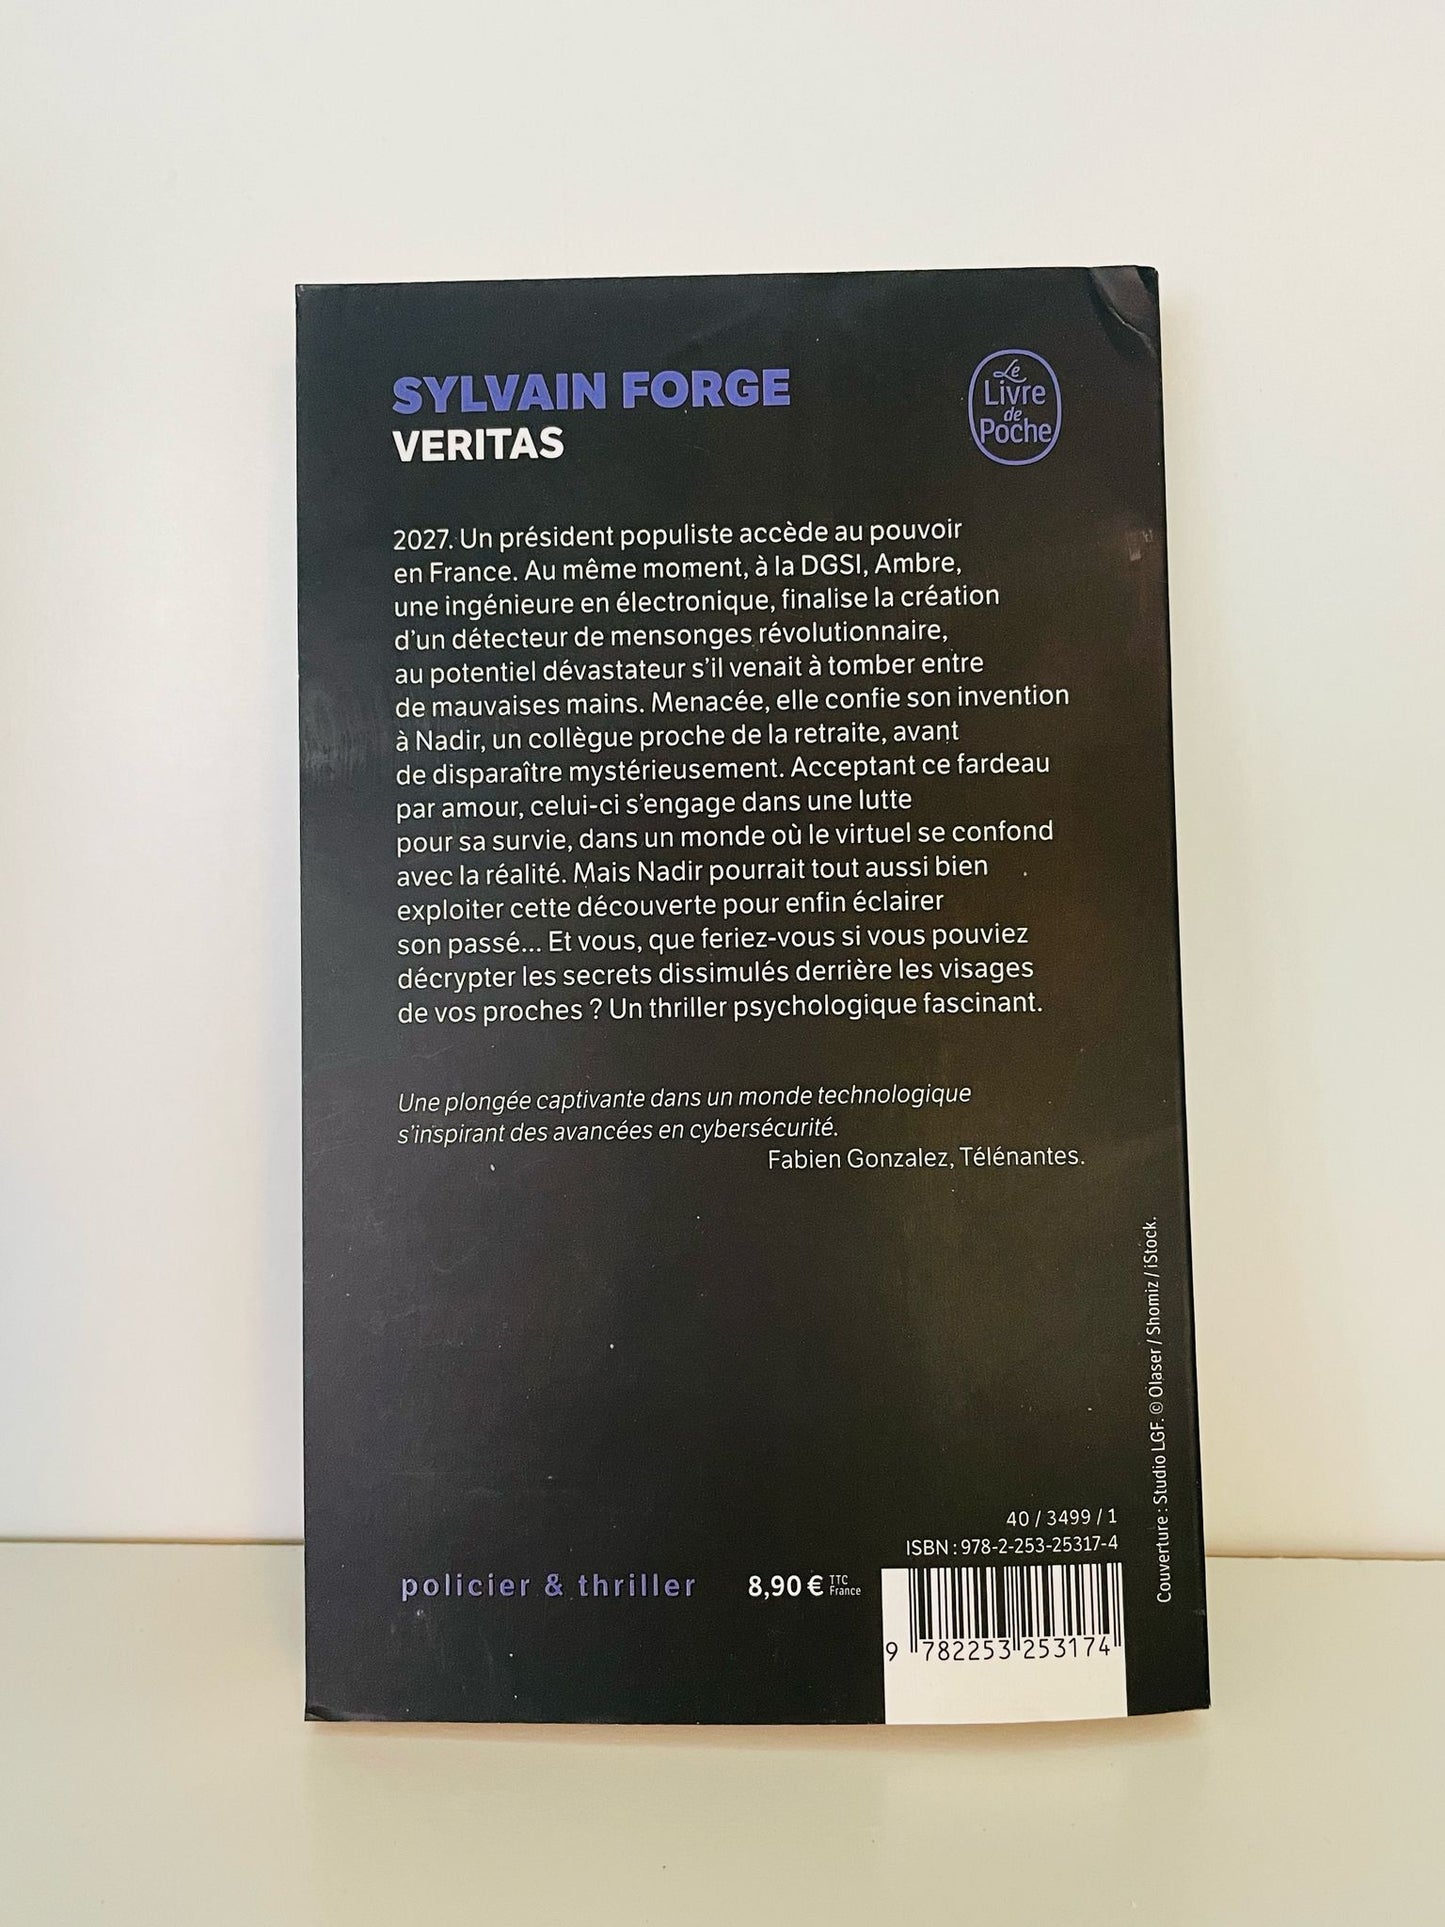 SYLVAIN FORGE
VERITAS
Le
Livre
de
Poche
2027. Un président populiste accède au pouvoir
en France. Au même moment, à la DGSI, Ambre,
une ingénieure en électronique, finalise la création
d'un détecteur de mensonges révolutionnaire,
au potentiel dévastateur s'il venait à tomber entre
de mauvaises mains. Menacée, elle confie son invention
à Nadir, un collègue proche de la retraite, avant
de disparaître mystérieusement. Acceptant ce fardeau
par amour, celui-ci s'engage dans une lutte
pour sa survie, dans un monde où le virtuel se confond
avec la réalité. Mais Nadir pourrait tout aussi bien
exploiter cette découverte pour enfin éclairer
son passé... Et vous, que feriez-vous si vous pouviez
décrypter les secrets dissimulés derrière les visages
de vos proches ? Un thriller psychologique fascinant.
Une plongée captivante dans un monde technologique
s'inspirant des avancées en cybersécurité.
Fabien Gonzalez, Télénantes.
Couverture : Studio LGF. © Olaser / Shomiz / iStock.
40 / 3499 / 1
ISBN : 978-2-253-25317-4
policier & thriller
8,90 € TTC
France
9 782253 253174